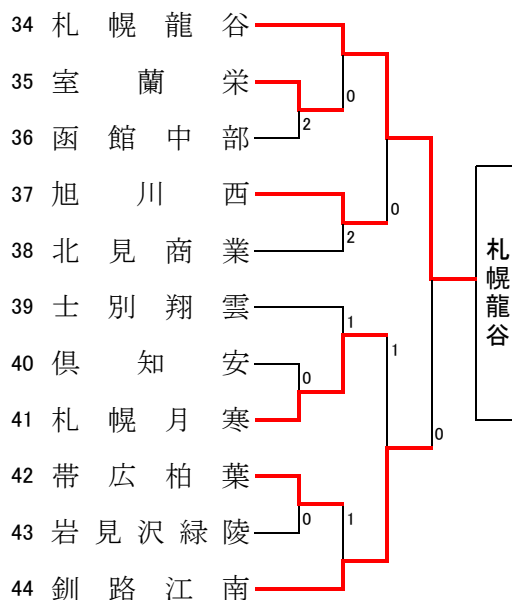 34 札幌龍谷
35 室蘭栄
0
36 函館中部
2
37 旭川西
0
38 北見商業
2
札幌龍谷
39 士別翔雲
1
1
40 倶知安
0
41 札幌月寒
0
42 帯広柏葉
0
1
43 岩見沢緑陵
44 釧路江南